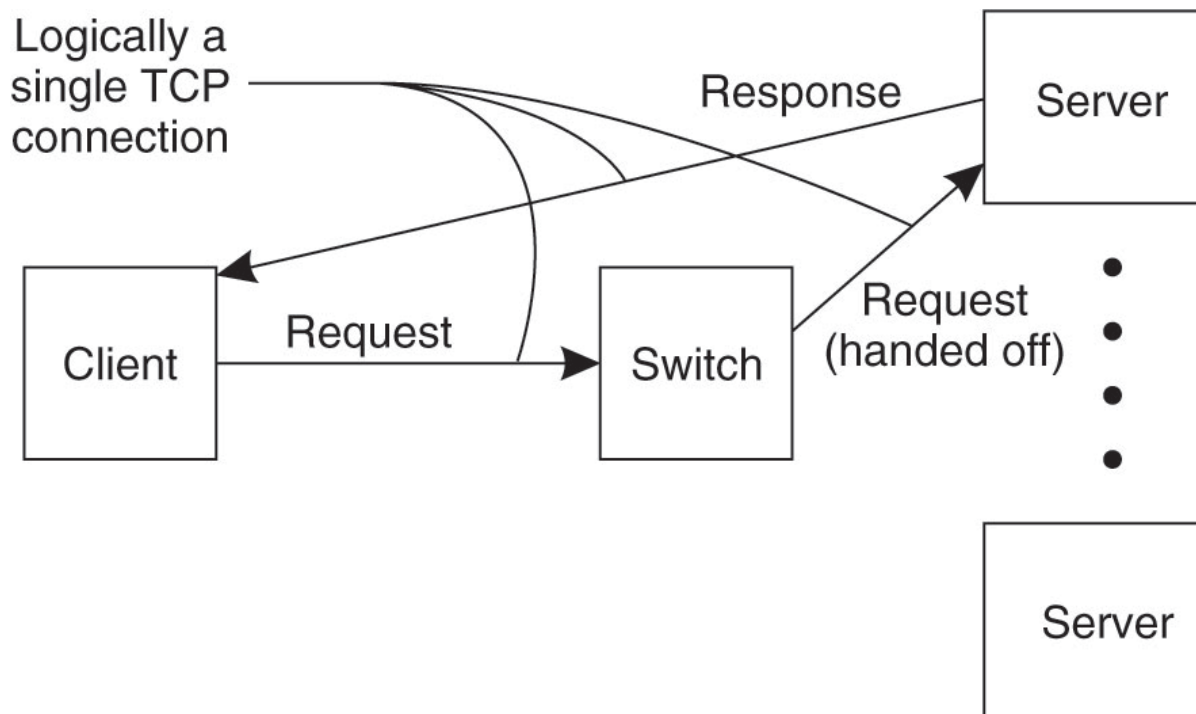 Logically a
single TCP
connection
Response
Server
Client
Request
Switch
Request
(handed off)
Server